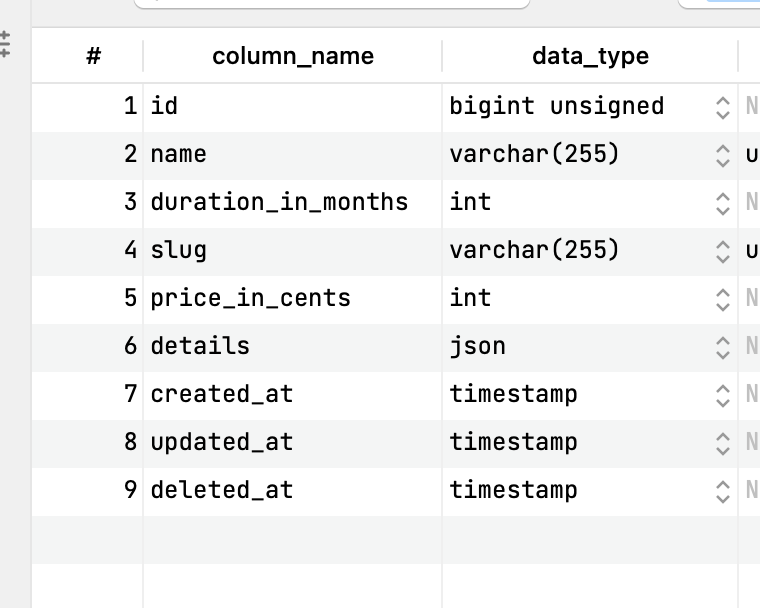 # column_name data_type
1 id bigint unsigned N
2 name varchar(255) u
3 duration_in_months int N
4 slug varchar(255) u
5 price_in_cents int N
6 details json N
7 created_at timestamp N
8 updated_at timestamp N
9 deleted_at timestamp N